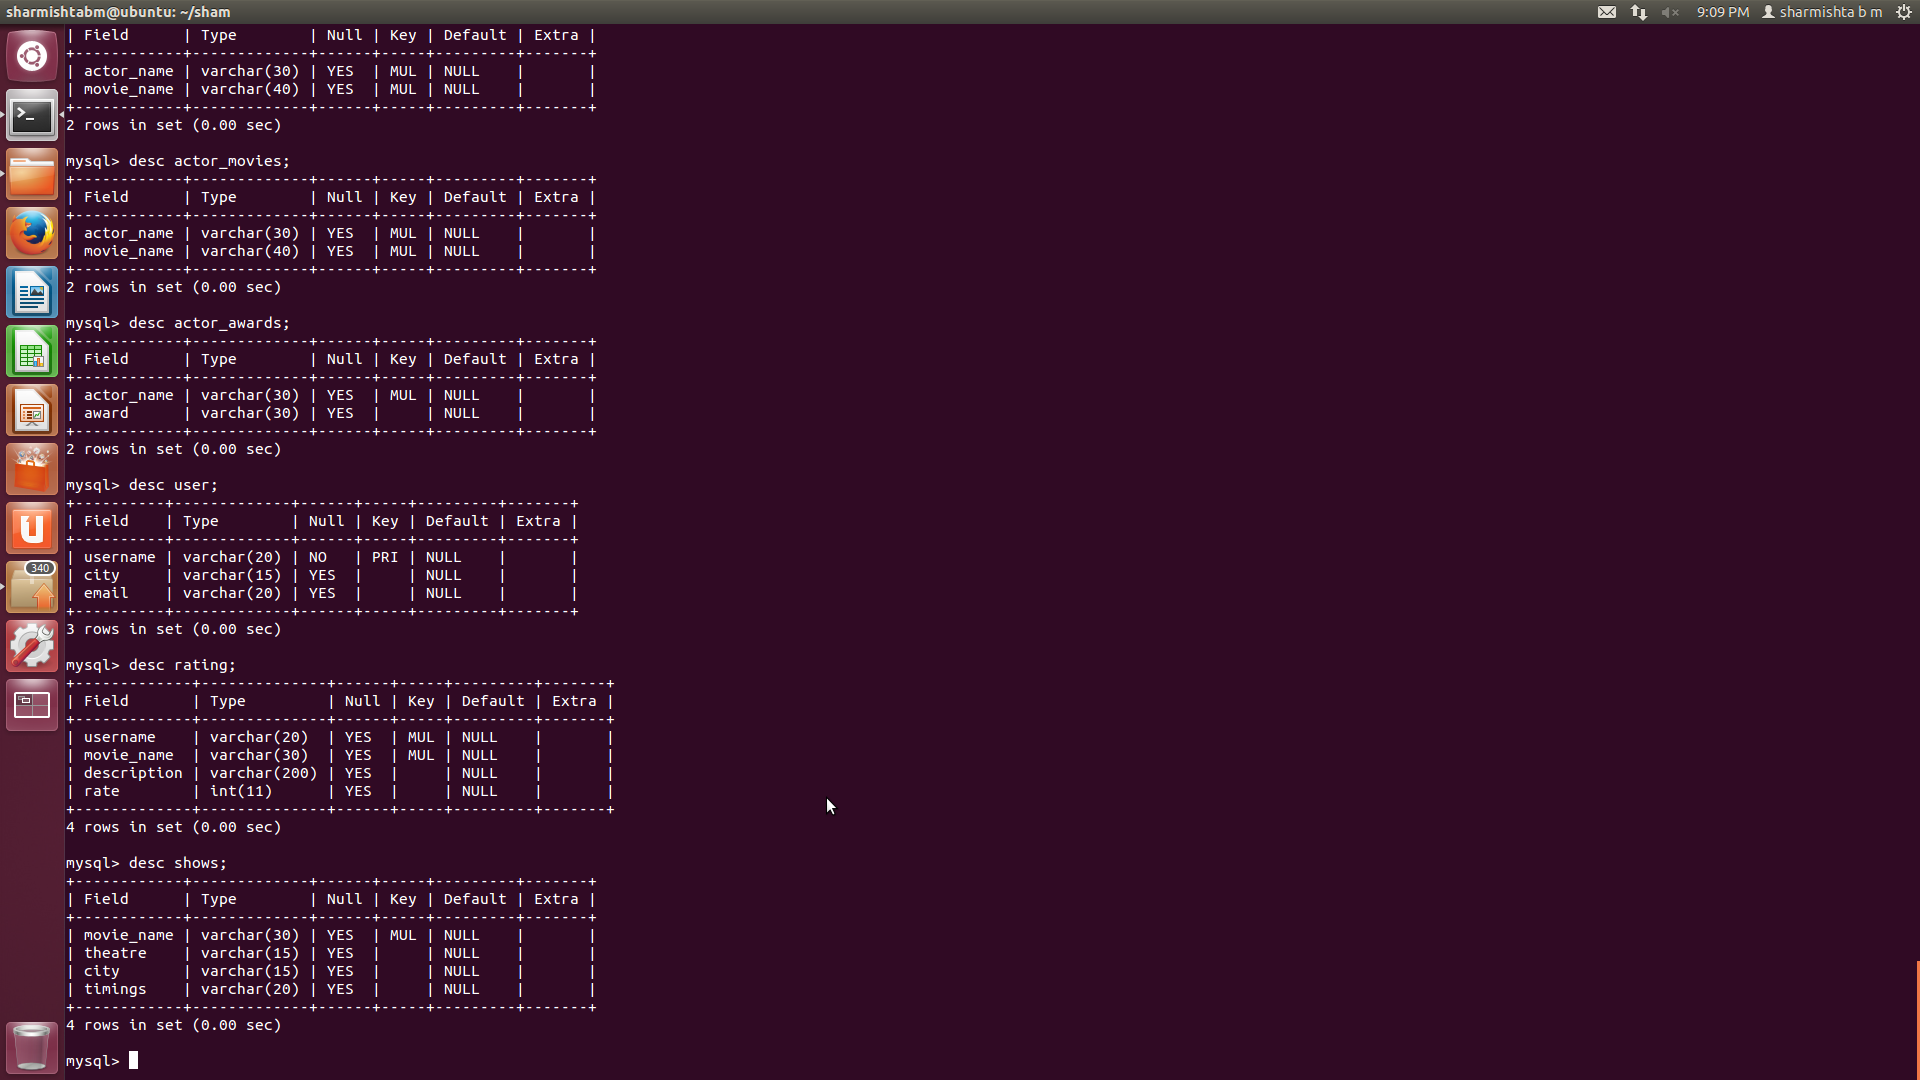 sharmishtabm@ubuntu: ~/sham 9:09 PM sharmishta b m
| Field      | Type        | Null | Key | Default | Extra |
+------------+-------------+------+-----+---------+-------+
| actor_name | varchar(30) | YES  | MUL | NULL    |       |
| movie_name | varchar(40) | YES  | MUL | NULL    |       |
+------------+-------------+------+-----+---------+-------+
2 rows in set (0.00 sec)
mysql> desc actor_movies;
+------------+-------------+------+-----+---------+-------+
| Field      | Type        | Null | Key | Default | Extra |
+------------+-------------+------+-----+---------+-------+
| actor_name | varchar(30) | YES  | MUL | NULL    |       |
| movie_name | varchar(40) | YES  | MUL | NULL    |       |
+------------+-------------+------+-----+---------+-------+
2 rows in set (0.00 sec)
mysql> desc actor_awards;
+------------+-------------+------+-----+---------+-------+
| Field      | Type        | Null | Key | Default | Extra |
+------------+-------------+------+-----+---------+-------+
| actor_name | varchar(30) | YES  | MUL | NULL    |       |
| award      | varchar(30) | YES  |     | NULL    |       |
+------------+-------------+------+-----+---------+-------+
2 rows in set (0.00 sec)
mysql> desc user;
+----------+-------------+------+-----+---------+-------+
| Field    | Type        | Null | Key | Default | Extra |
+----------+-------------+------+-----+---------+-------+
| username | varchar(20) | NO   | PRI | NULL    |       |
| city     | varchar(15) | YES  |     | NULL    |       |
| email    | varchar(20) | YES  |     | NULL    |       |
+----------+-------------+------+-----+---------+-------+
3 rows in set (0.00 sec)
340
mysql> desc rating;
+-------------+--------------+------+-----+---------+-------+
| Field       | Type         | Null | Key | Default | Extra |
+-------------+--------------+------+-----+---------+-------+
| username    | varchar(20)  | YES  | MUL | NULL    |       |
| movie_name  | varchar(30)  | YES  | MUL | NULL    |       |
| description | varchar(200) | YES  |     | NULL    |       |
| rate        | int(11)      | YES  |     | NULL    |       |
+-------------+--------------+------+-----+---------+-------+
4 rows in set (0.00 sec)
mysql> desc shows;
+------------+-------------+------+-----+---------+-------+
| Field      | Type        | Null | Key | Default | Extra |
+------------+-------------+------+-----+---------+-------+
| movie_name | varchar(30) | YES  | MUL | NULL    |       |
| theatre    | varchar(15) | YES  |     | NULL    |       |
| city       | varchar(15) | YES  |     | NULL    |       |
| timings    | varchar(20) | YES  |     | NULL    |       |
+------------+-------------+------+-----+---------+-------+
4 rows in set (0.00 sec)
mysql>